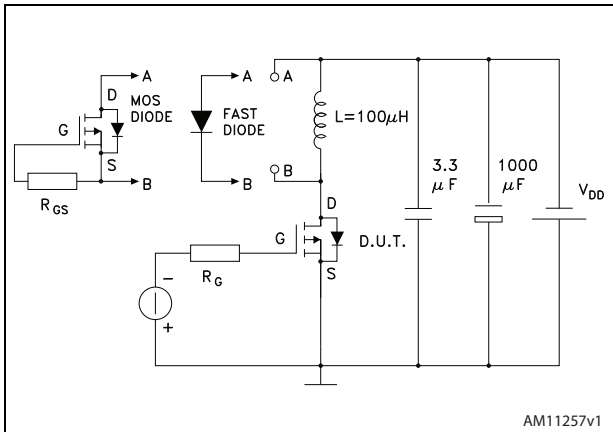 A
D
MOS
DIODE
G
S
B
R_GS
A
FAST
DIODE
B
A
L=100μH
B
D
G
D.U.T.
S
R_G
-
+
3.3
μF
1000
μF
V_DD
AM11257v1